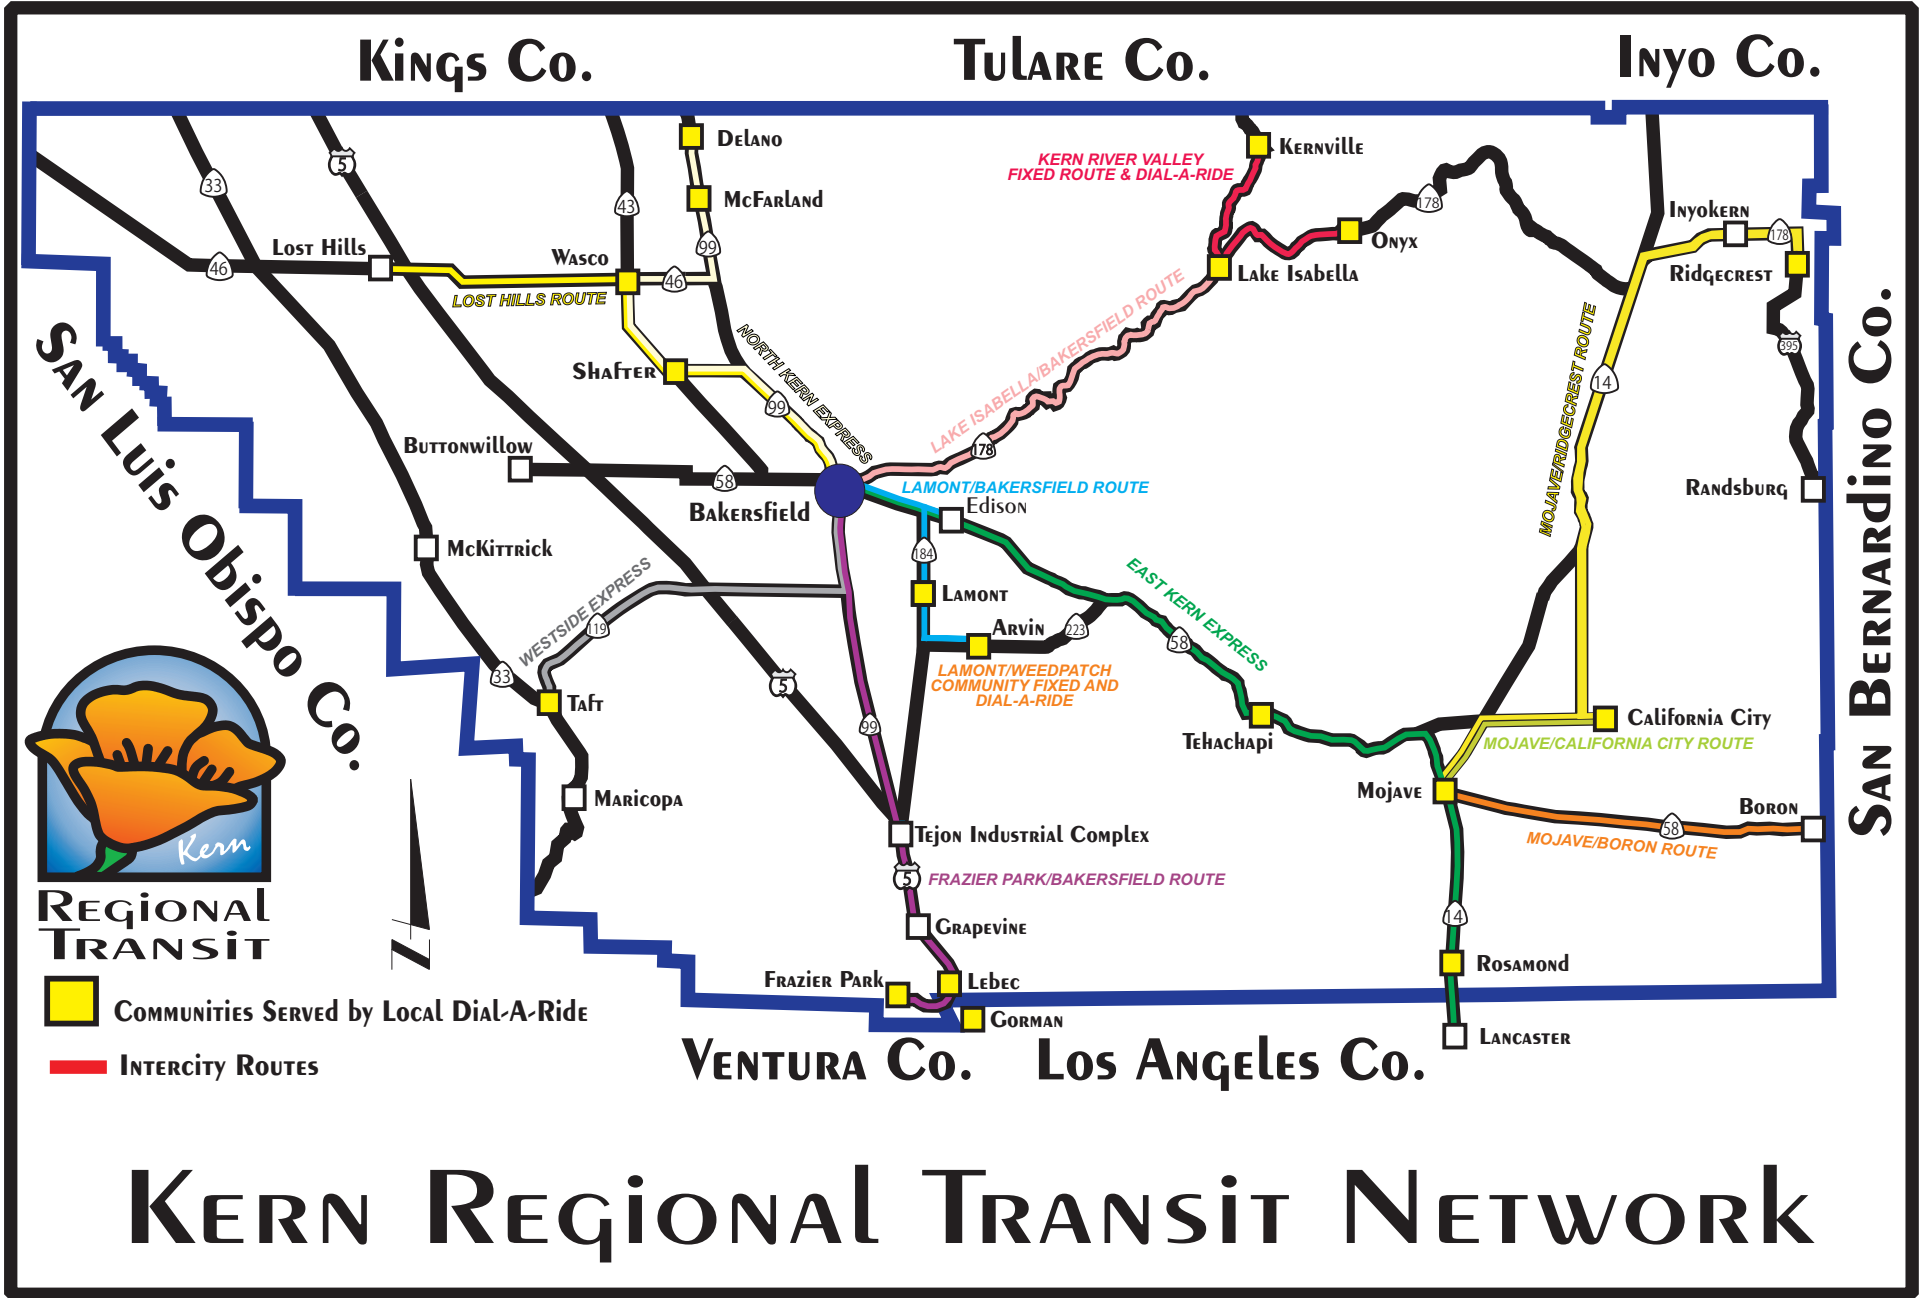 Kings Co.
Tulare Co.
Inyo Co.
Delano
Kernville
KERN RIVER VALLEY
FIXED ROUTE & DIAL-A-RIDE
5
33
McFarland
178
43
Inyokern
178
Onyx
99
Lost Hills
Wasco
46
46
Lake Isabella
Ridgecrest
LOST HILLS ROUTE
NORTH KERN EXPRESS
LAKE ISABELLA/BAKERSFIELD ROUTE
MOJAVE/RIDGECREST ROUTE
395
San Luis Obispo Co.
Shafter
14
99
Buttonwillow
178
58
LAMONT/BAKERSFIELD ROUTE
Randsburg
San Bernardino Co.
Bakersfield
Edison
McKittrick
184
WESTSIDE EXPRESS
EAST KERN EXPRESS
Lamont
119
Arvin
223
58
33
5
LAMONT/WEEDPATCH
COMMUNITY FIXED AND
DIAL-A-RIDE
Taft
99
Tehachapi
California City
MOJAVE/CALIFORNIA CITY ROUTE
Maricopa
Mojave
Boron
58
Tejon Industrial Complex
MOJAVE/BORON ROUTE
Kern
5
FRAZIER PARK/BAKERSFIELD ROUTE
Regional
Transit
N
14
Grapevine
Rosamond
Frazier Park
Lebec
Communities Served by Local Dial-A-Ride
Gorman
Lancaster
Intercity Routes
Ventura Co.
Los Angeles Co.
Kern Regional Transit Network